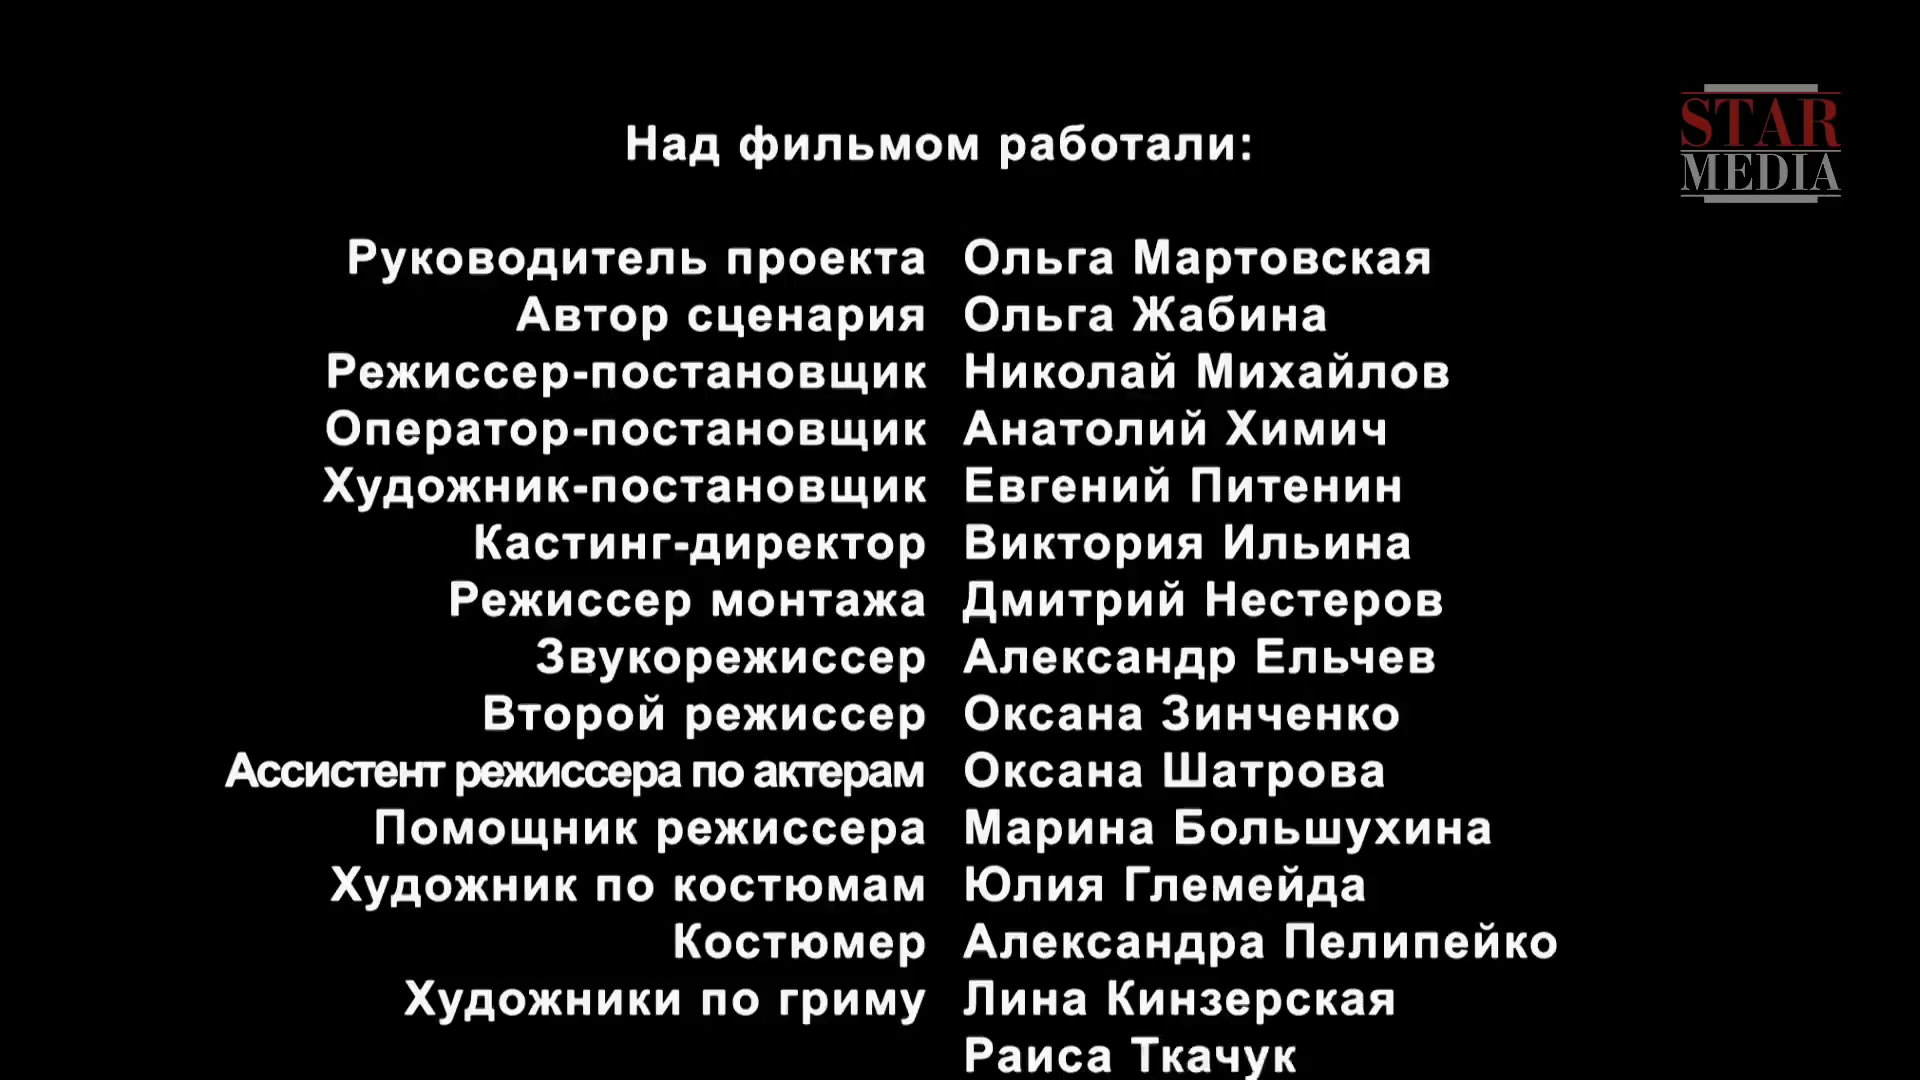 STAR
MEDIA
Над фильмом работали:
Руководитель проекта Ольга Мартовская
Автор сценария Ольга Жабина
Режиссер-постановщик Николай Михайлов
Оператор-постановщик Анатолий Химич
Художник-постановщик Евгений Питенин
Кастинг-директор Виктория Ильина
Режиссер монтажа Дмитрий Нестеров
Звукорежиссер Александр Ельчев
Второй режиссер Оксана Зинченко
Ассистент режиссера по актерам Оксана Шатрова
Помощник режиссера Марина Большухина
Художник по костюмам Юлия Глемейда
Костюмер Александра Пелипейко
Художники по гриму Лина Кинзерская
Раиса Ткачук